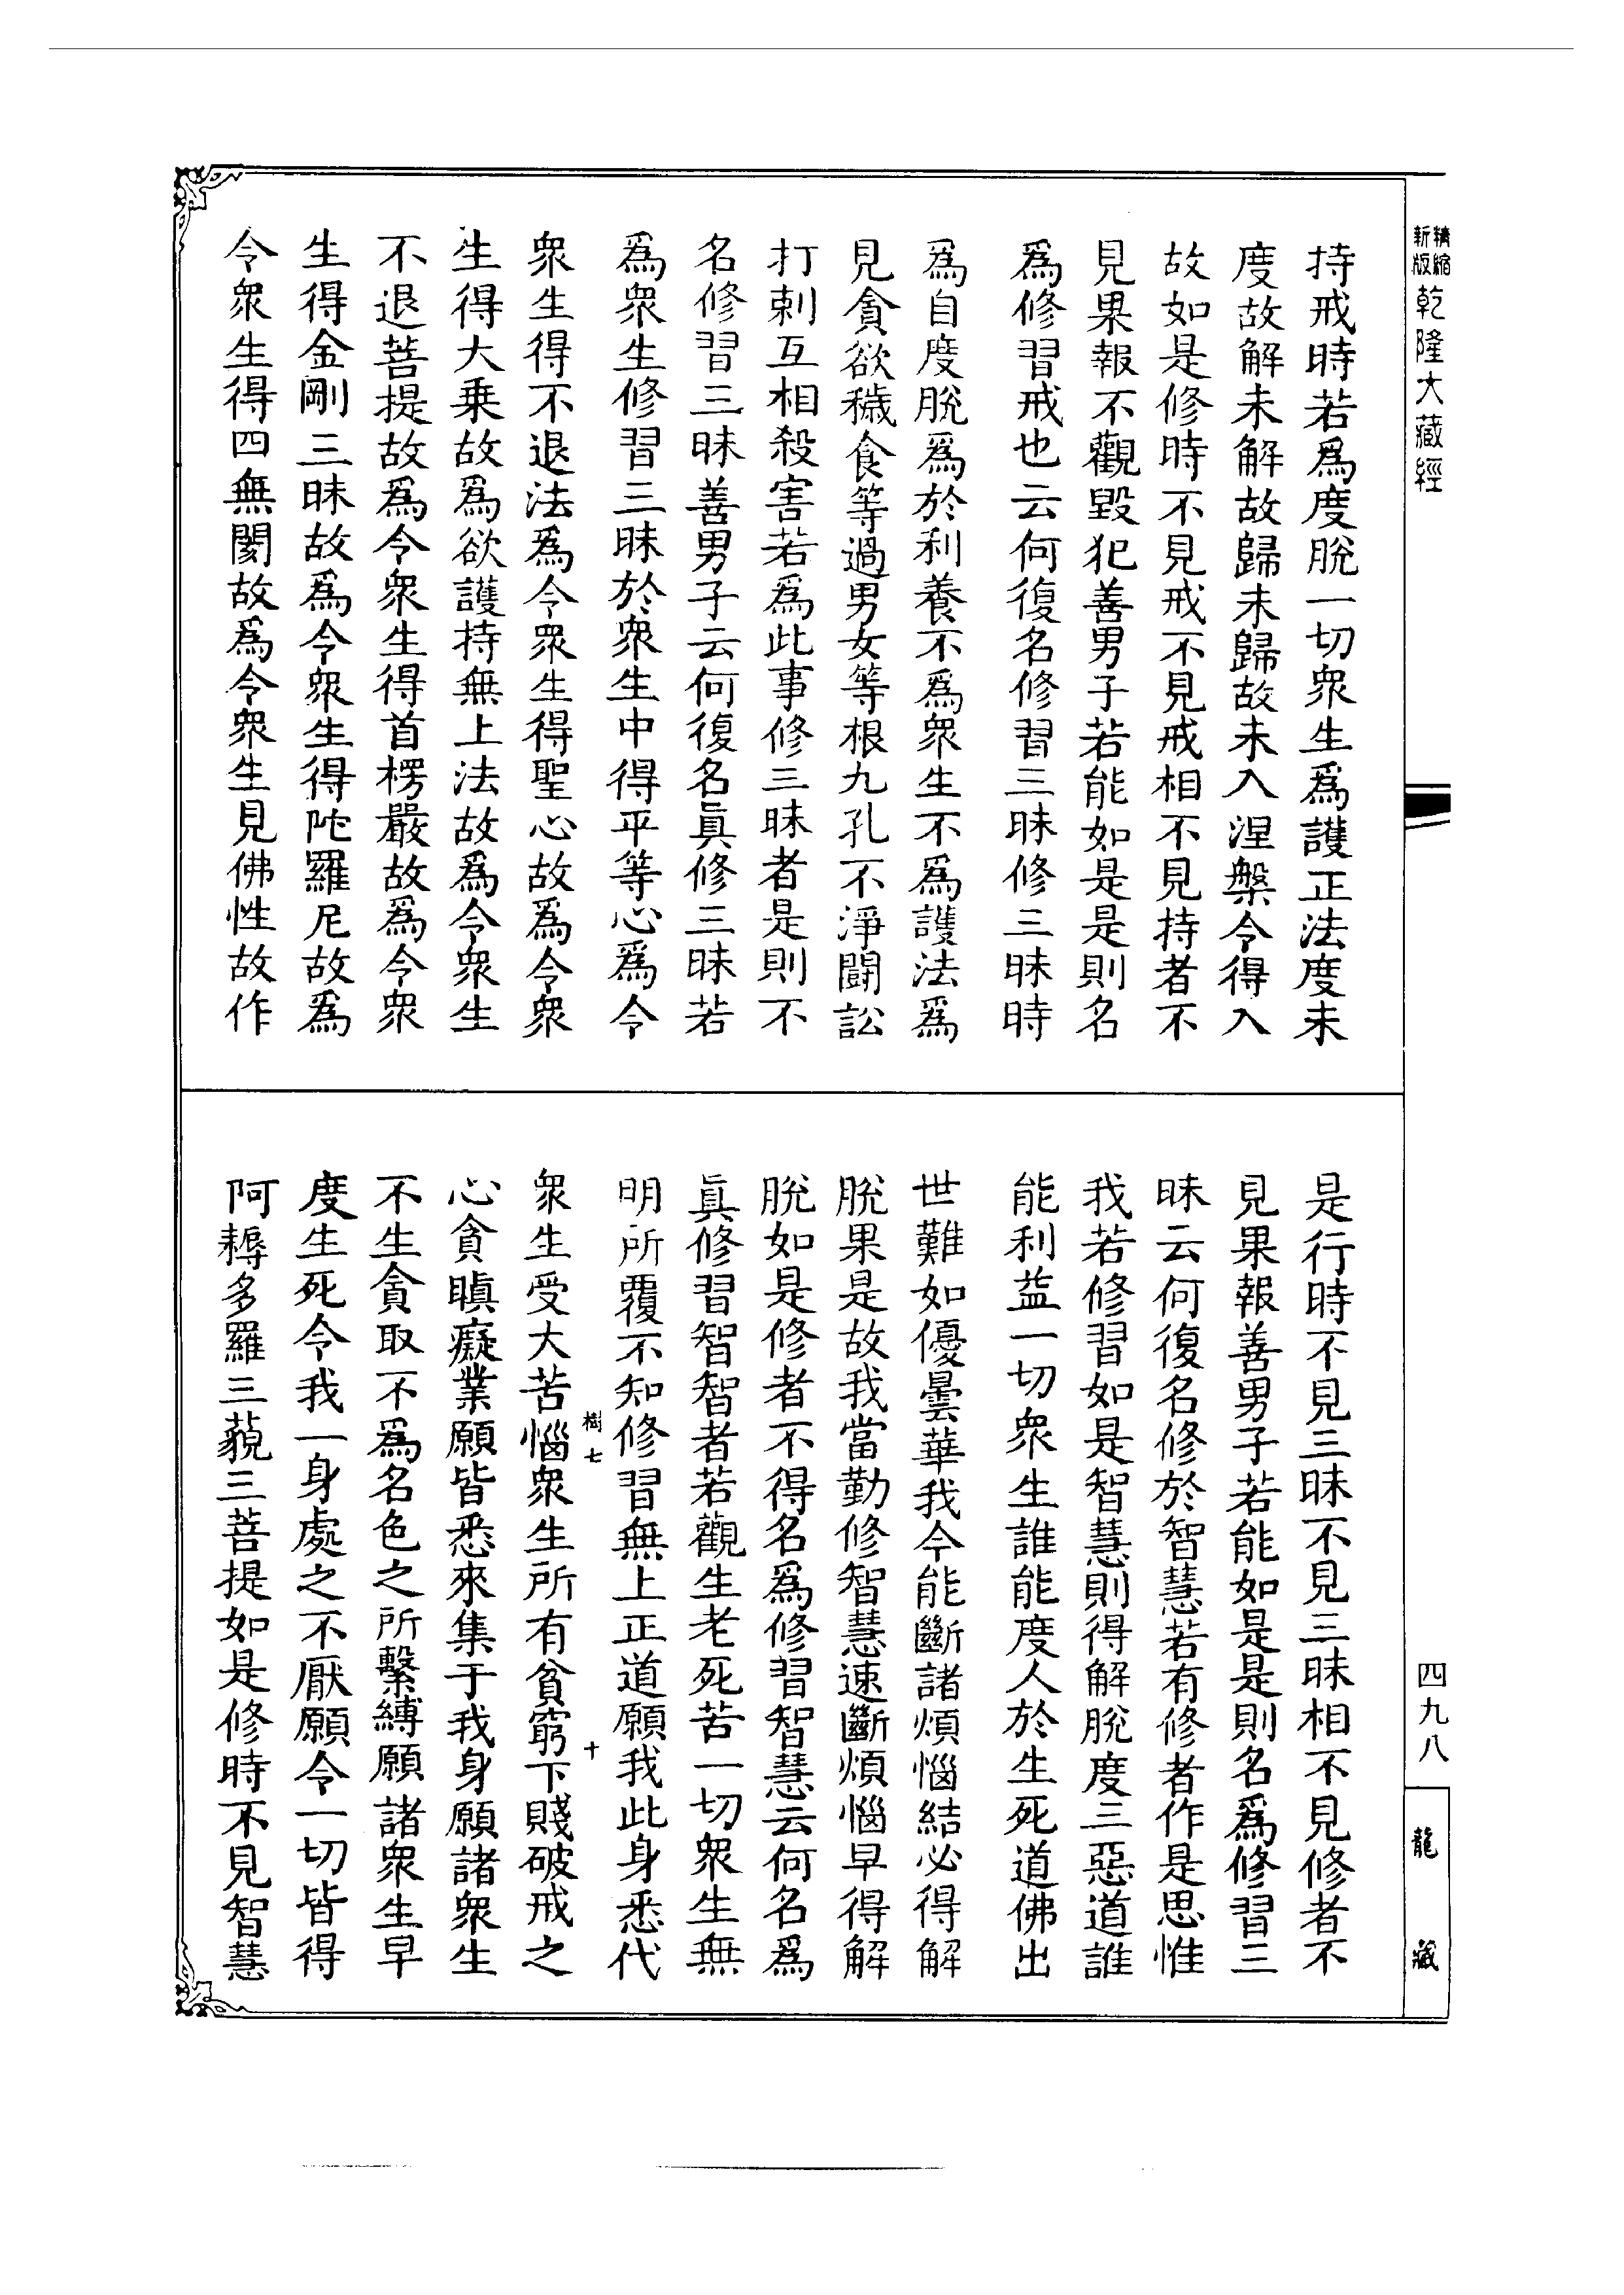 精縮
新版
乾隆大藏經
持戒時若爲度脫一切衆生爲護正法度未
度故解未解故歸未歸故未入涅槃令得入
故如是修時不見戒不見戒相不見持者不
見果報不觀毀犯善男子若能如是是則名
爲修習戒也云何復名修習三昧修三昧時
爲自度脫爲於利養不爲衆生不爲護法爲
見貪欲穢食等過男女等根九孔不淨鬪訟
打刺互相殺害若爲此事修三昧者是則不
名修習三昧善男子云何復名眞修三昧若
爲衆生修習三昧於衆生中得平等心爲令
衆生得不退法爲令衆生得聖心故爲令衆
生得大乘故爲欲護持無上法故爲令衆生
不退菩提故爲令衆生得首楞嚴故爲令衆
生得金剛三昧故爲令衆生得陀羅尼故爲
令衆生得四無閡故爲令衆生見佛性故作
是行時不見三昧不見三昧相不見修者不
見果報善男子若能如是是則名爲修習三
昧云何復名修於智慧若有修者作是思惟
我若修習如是智慧則得解脫度三惡道誰
能利益一切衆生誰能度人於生死道佛出
世難如優曇華我今能斷諸煩惱結必得解
脫果是故我當勤修智慧速斷煩惱早得解
脫如是修者不得名爲修習智慧云何名爲
眞修習智智者若觀生老死苦一切衆生無
明所覆不知修習無上正道願我此身悉代
樹七 十
衆生受大苦惱衆生所有貧窮下賤破戒之
心貪瞋癡業願皆悉來集于我身願諸衆生
不生貪取不爲名色之所繫縛願諸衆生早
度生死令我一身處之不厭願令一切皆得
阿耨多羅三藐三菩提如是修時不見智慧
四九八
龍藏